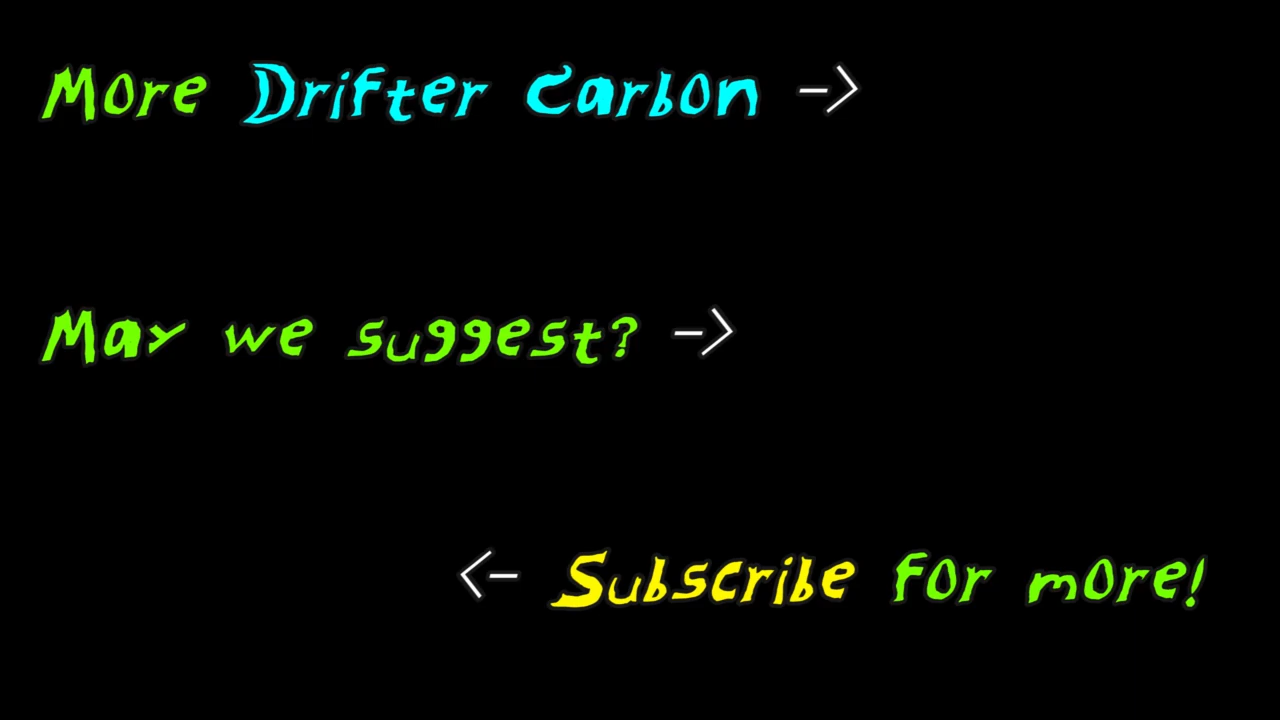 More Drifter Carbon ->
May we suggest? ->
<- Subscribe for more!